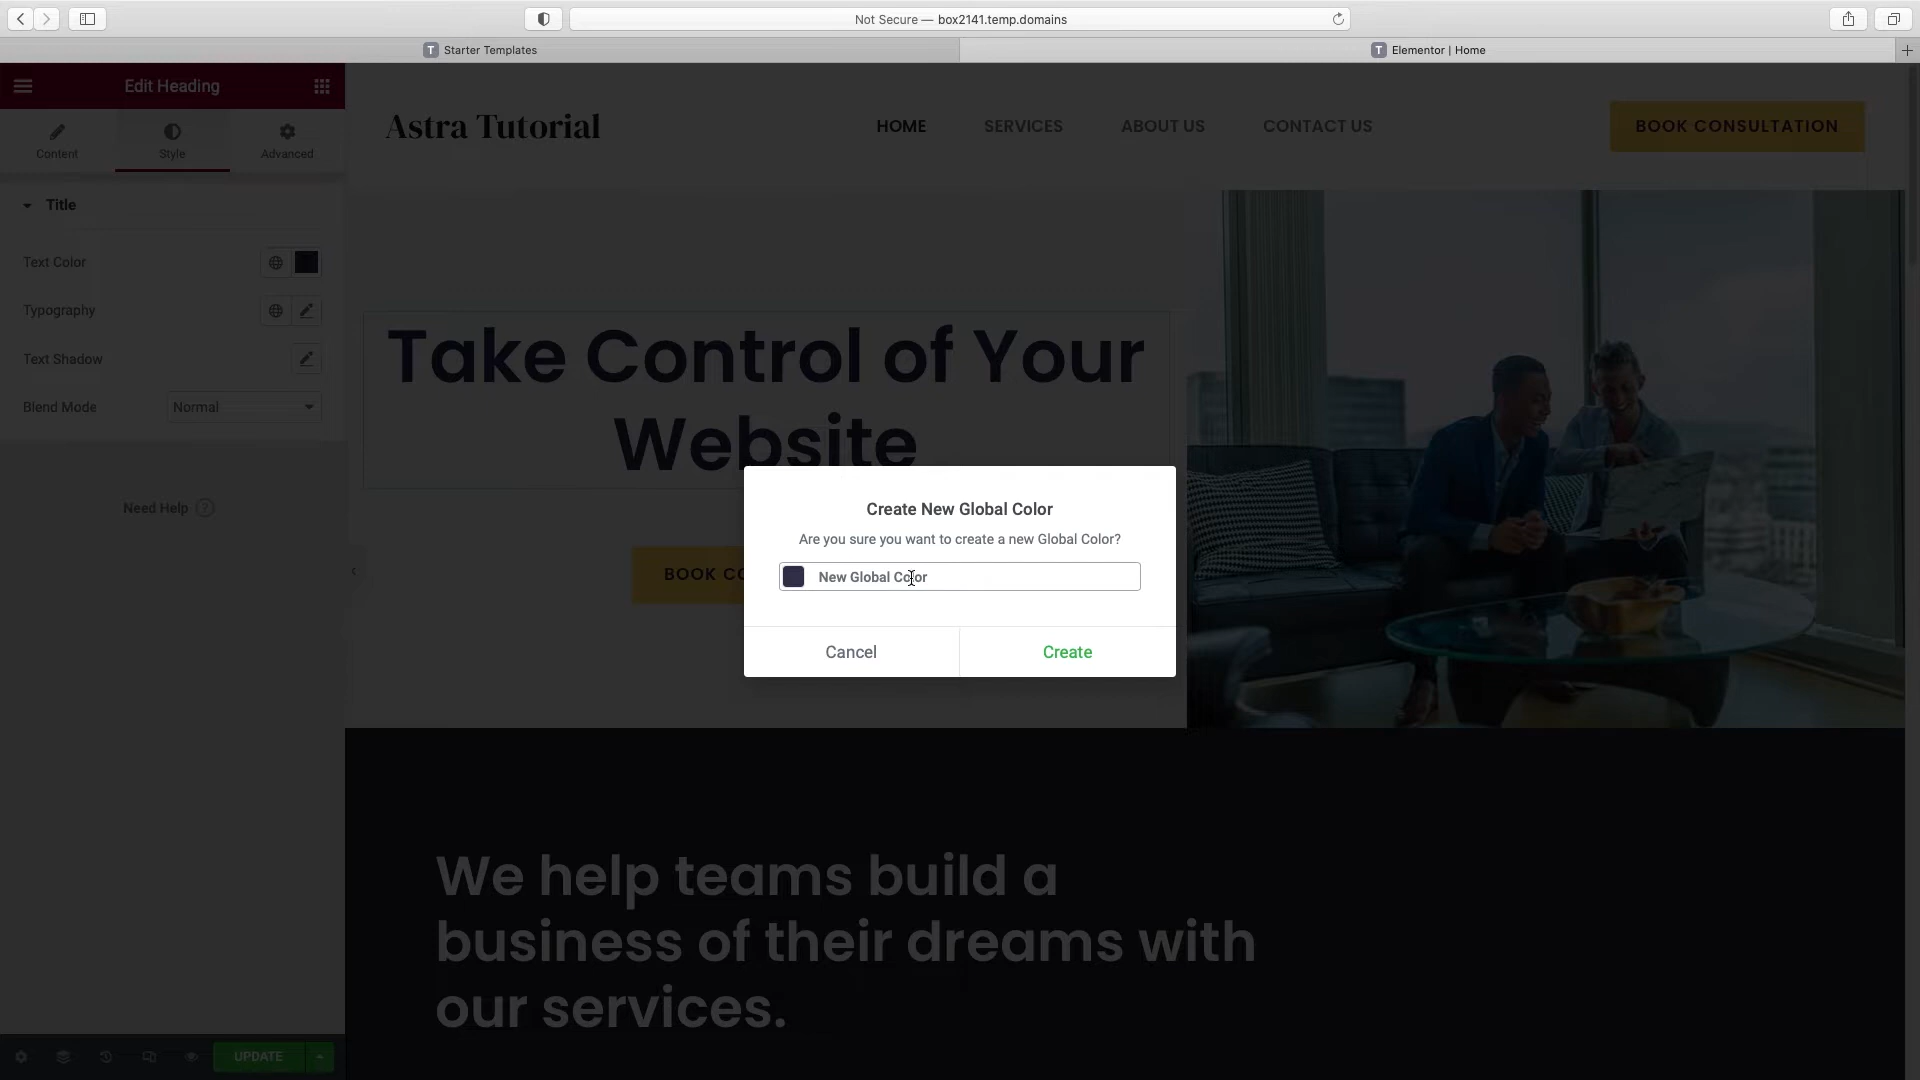 Not Secure — box2141.temp.domains
T Starter Templates
T Elementor | Home
Edit Heading
Content
Style
Advanced
Title
Text Color
Typography
Text Shadow
Blend Mode
Normal
Need Help ?
UPDATE
Astra Tutorial
HOME
SERVICES
ABOUT US
CONTACT US
BOOK CONSULTATION
Take Control of Your
Website
BOOK CO
Create New Global Color
Are you sure you want to create a new Global Color?
New Global Color
Cancel
Create
We help teams build a
business of their dreams with
our services.